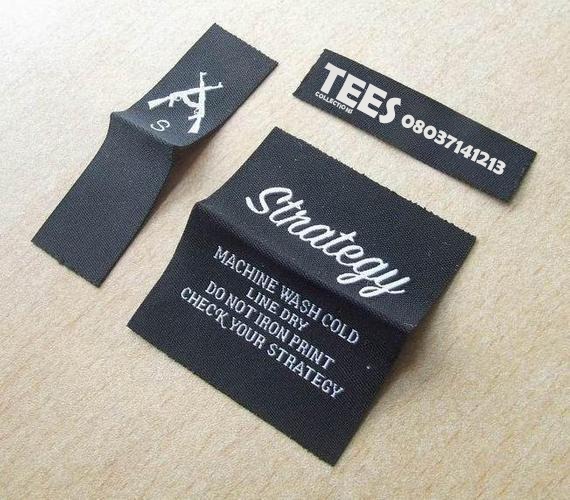 S
TEES
COLLECTIONS
08037141213
Strategy
MACHINE WASH COLD
LINE DRY
DO NOT IRON PRINT
CHECK YOUR STRATEGY